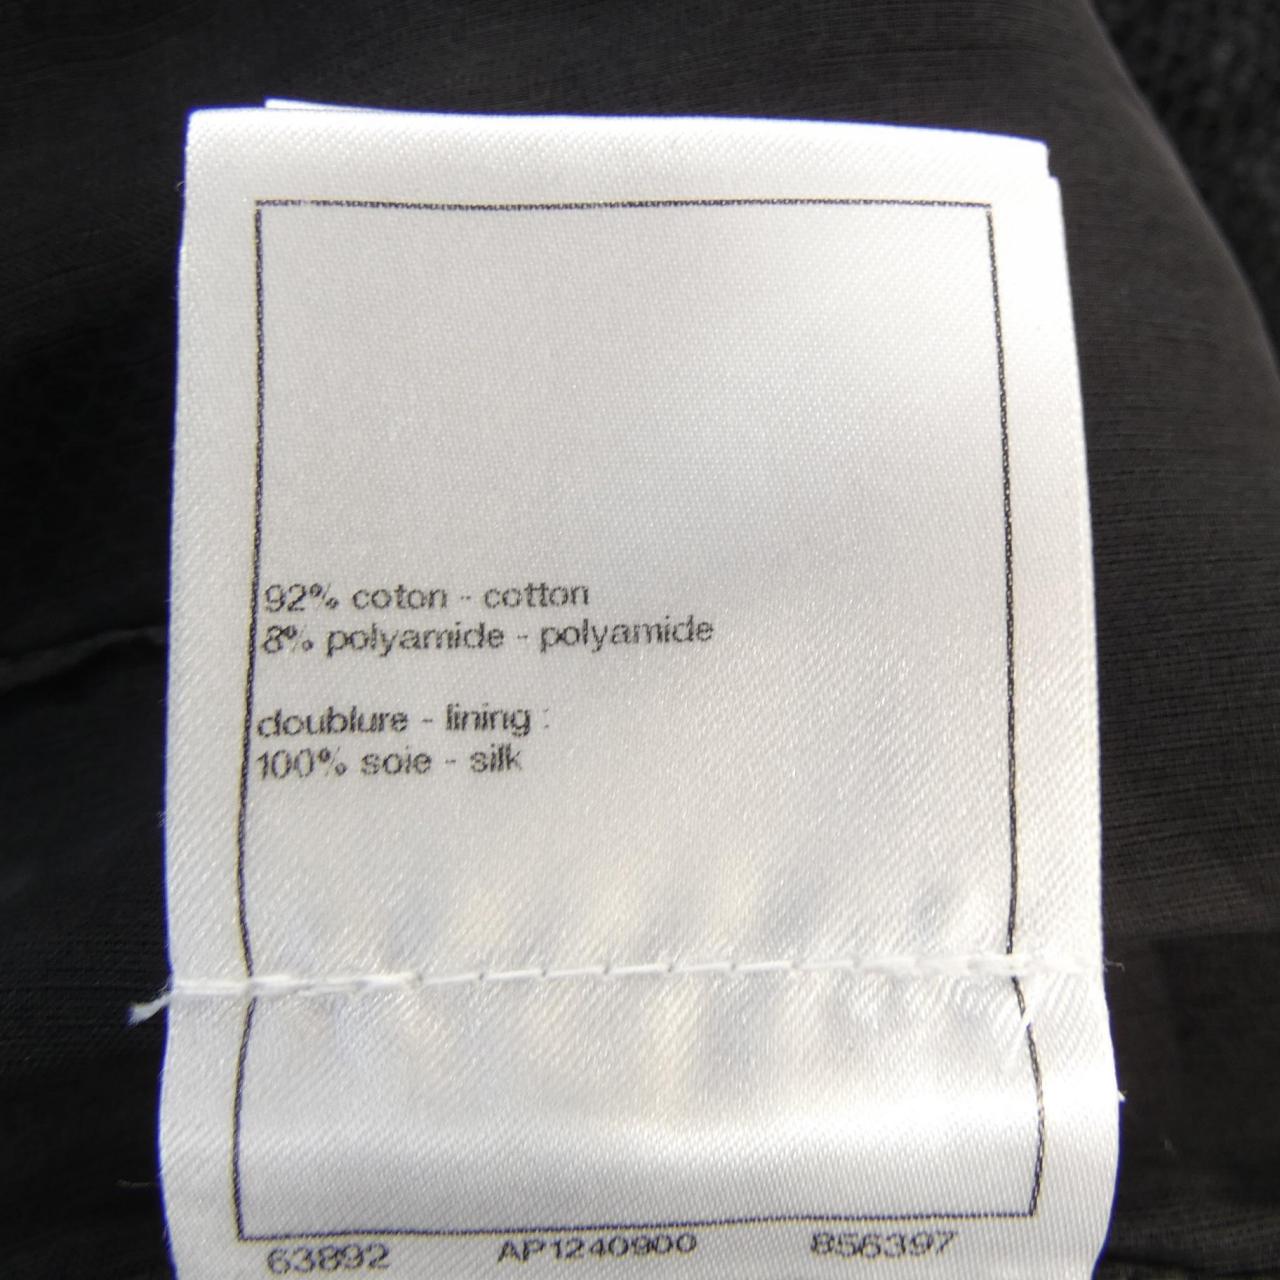 92% coton - cotton
8% polyamide - polyamide
doublure - lining :
100% soie - silk
63892 AP1240900 856397